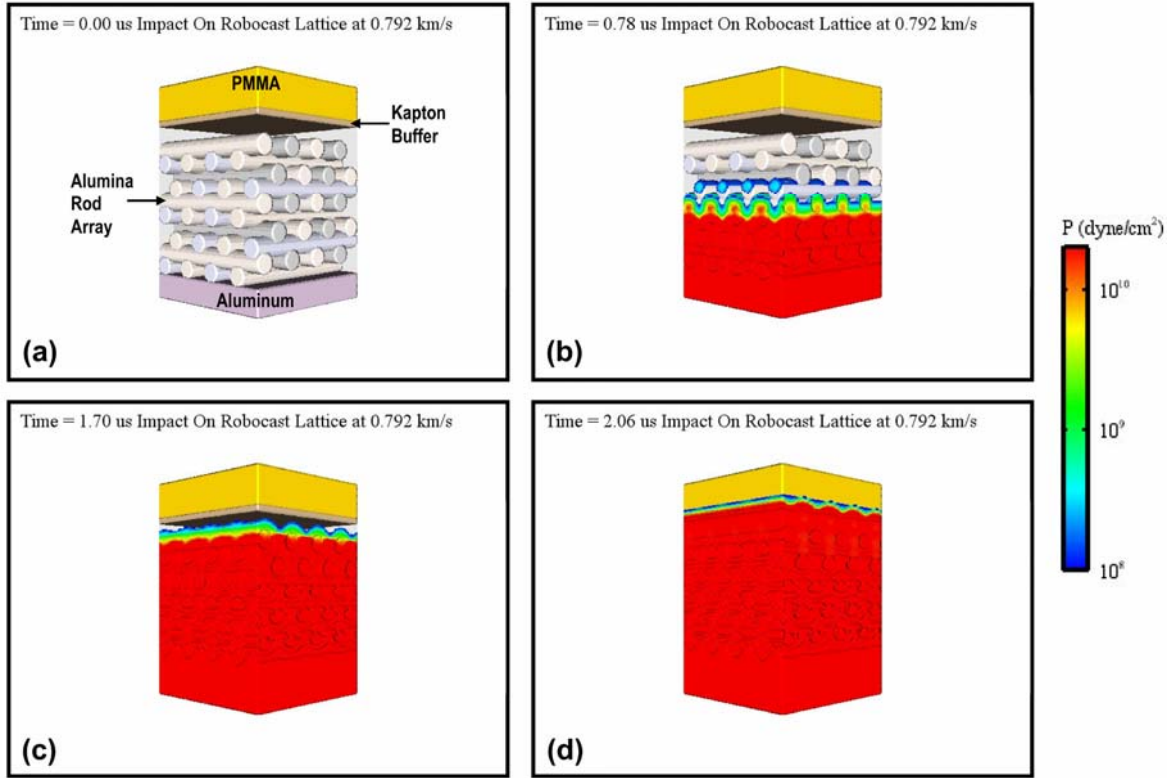 Time = 0.00 us Impact On Robocast Lattice at 0.792 km/s
PMMA
Kapton
Buffer
Alumina
Rod
Array
Aluminum
(a)
Time = 0.78 us Impact On Robocast Lattice at 0.792 km/s
(b)
P (dyne/cm²)
10¹⁰
10⁹
10⁸
Time = 1.70 us Impact On Robocast Lattice at 0.792 km/s
(c)
Time = 2.06 us Impact On Robocast Lattice at 0.792 km/s
(d)